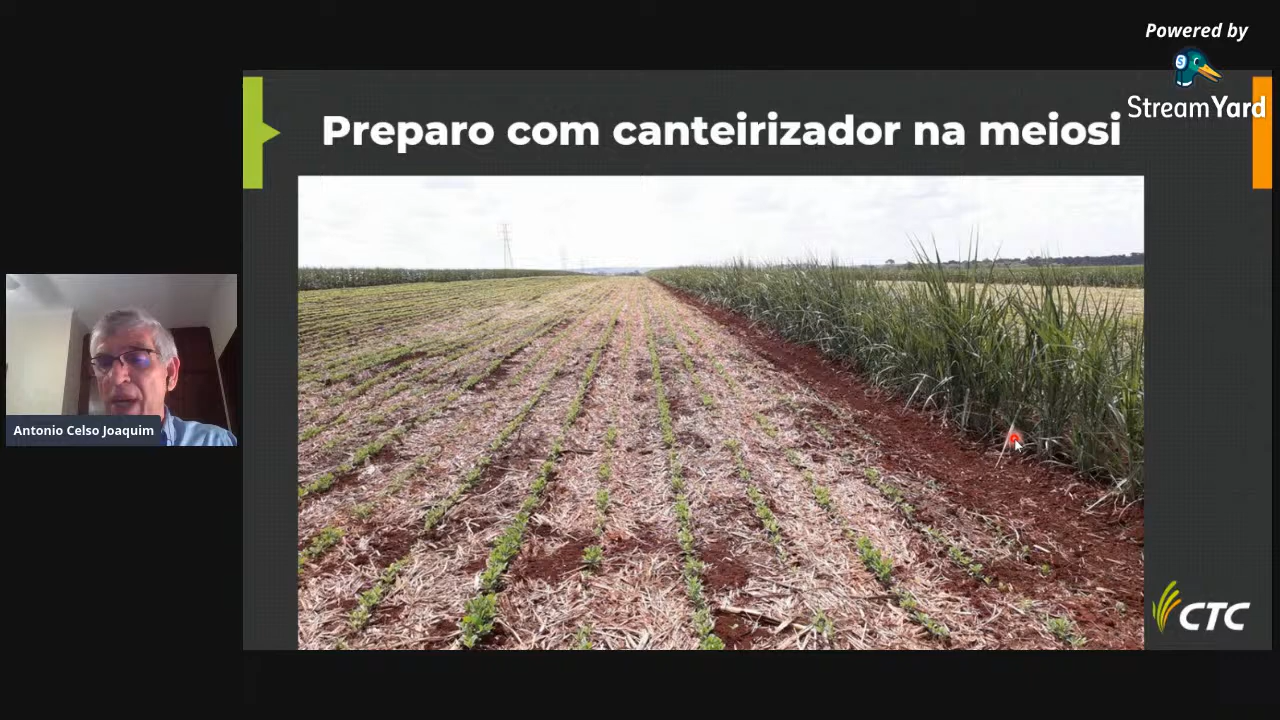 Powered by
StreamYard
Preparo com canteirizador na meiosi
Antonio Celso Joaquim
CTC